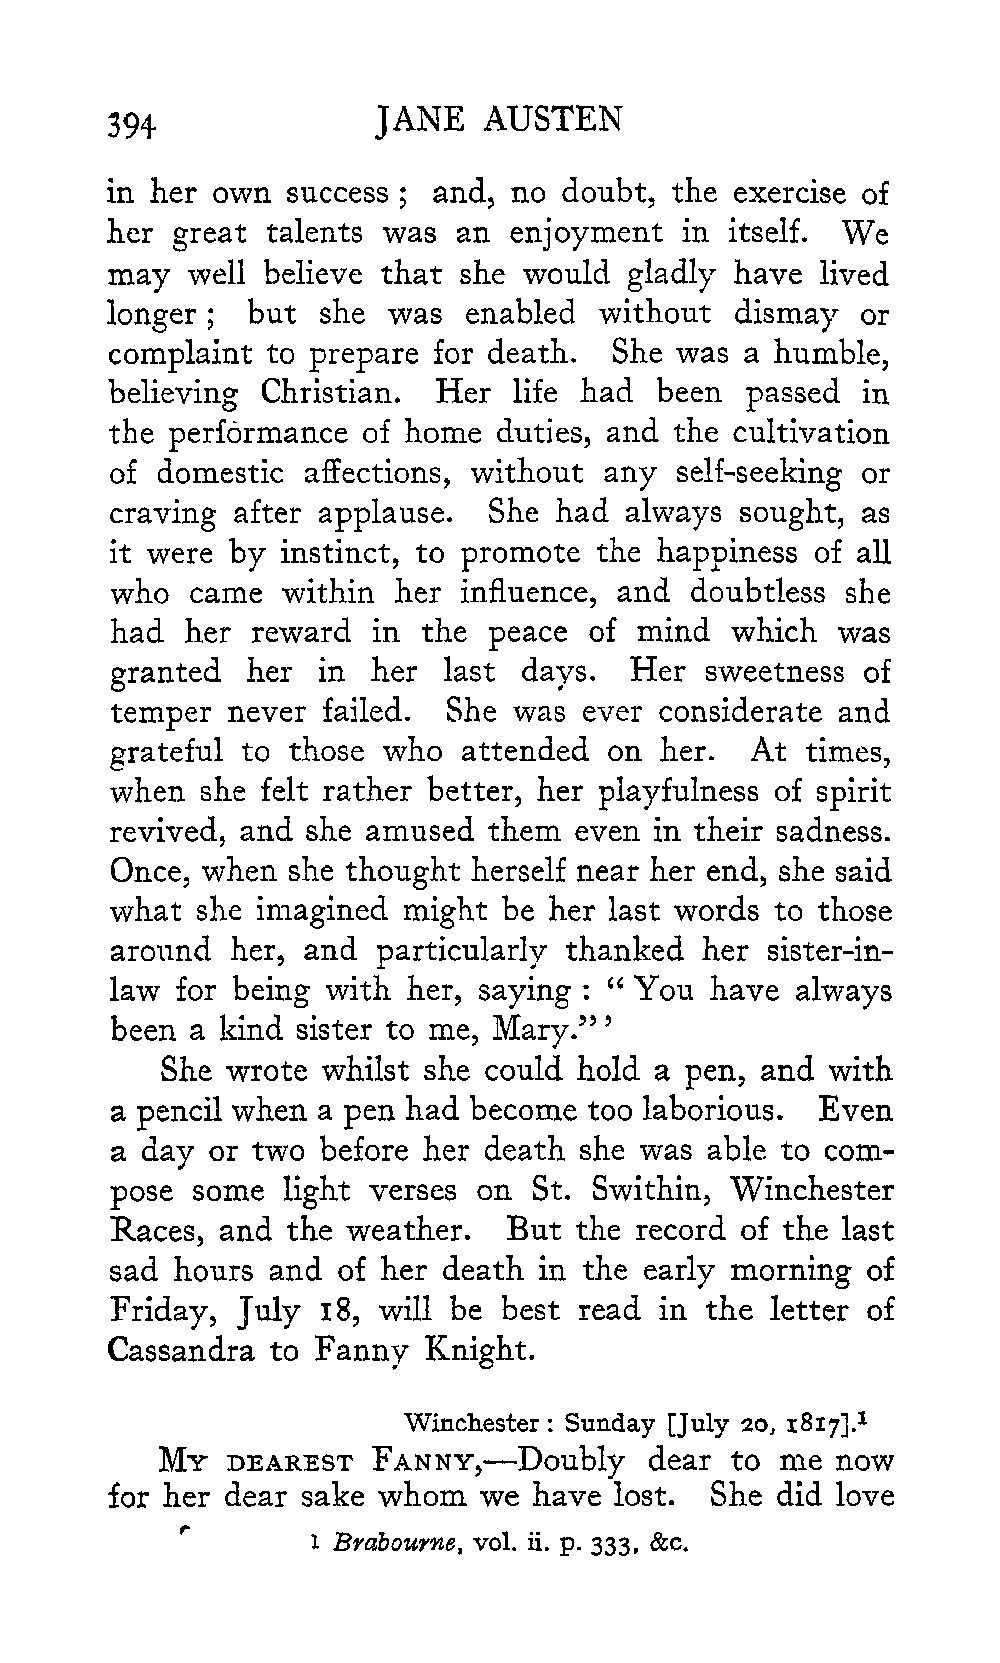 394 JANE AUSTEN
in her own success ; and, no doubt, the exercise of
her great talents was an enjoyment in itself. We
may well believe that she would gladly have lived
longer ; but she was enabled without dismay or
complaint to prepare for death. She was a humble,
believing Christian. Her life had been passed in
the performance of home duties, and the cultivation
of domestic affections, without any self-seeking or
craving after applause. She had always sought, as
it were by instinct, to promote the happiness of all
who came within her influence, and doubtless she
had her reward in the peace of mind which was
granted her in her last days. Her sweetness of
temper never failed. She was ever considerate and
grateful to those who attended on her. At times,
when she felt rather better, her playfulness of spirit
revived, and she amused them even in their sadness.
Once, when she thought herself near her end, she said
what she imagined might be her last words to those
around her, and particularly thanked her sister-in-
law for being with her, saying : “ You have always
been a kind sister to me, Mary.” ’
She wrote whilst she could hold a pen, and with
a pencil when a pen had become too laborious. Even
a day or two before her death she was able to com-
pose some light verses on St. Swithin, Winchester
Races, and the weather. But the record of the last
sad hours and of her death in the early morning of
Friday, July 18, will be best read in the letter of
Cassandra to Fanny Knight.
Winchester : Sunday [July 20, 1817].¹
MY DEAREST FANNY,—Doubly dear to me now
for her dear sake whom we have lost. She did love
1 Brabourne, vol. ii. p. 333, &c.